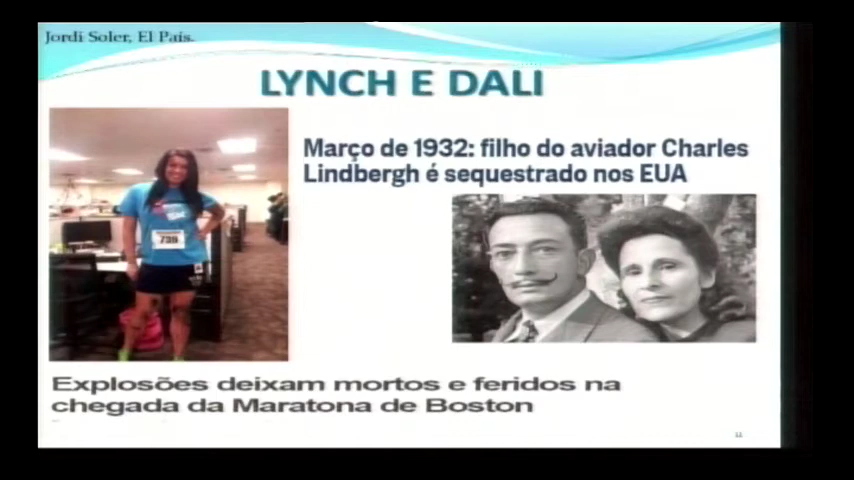 Jordi Soler, El País.
LYNCH E DALI
Março de 1932: filho do aviador Charles
Lindbergh é sequestrado nos EUA
739
Explosões deixam mortos e feridos na
chegada da Maratona de Boston